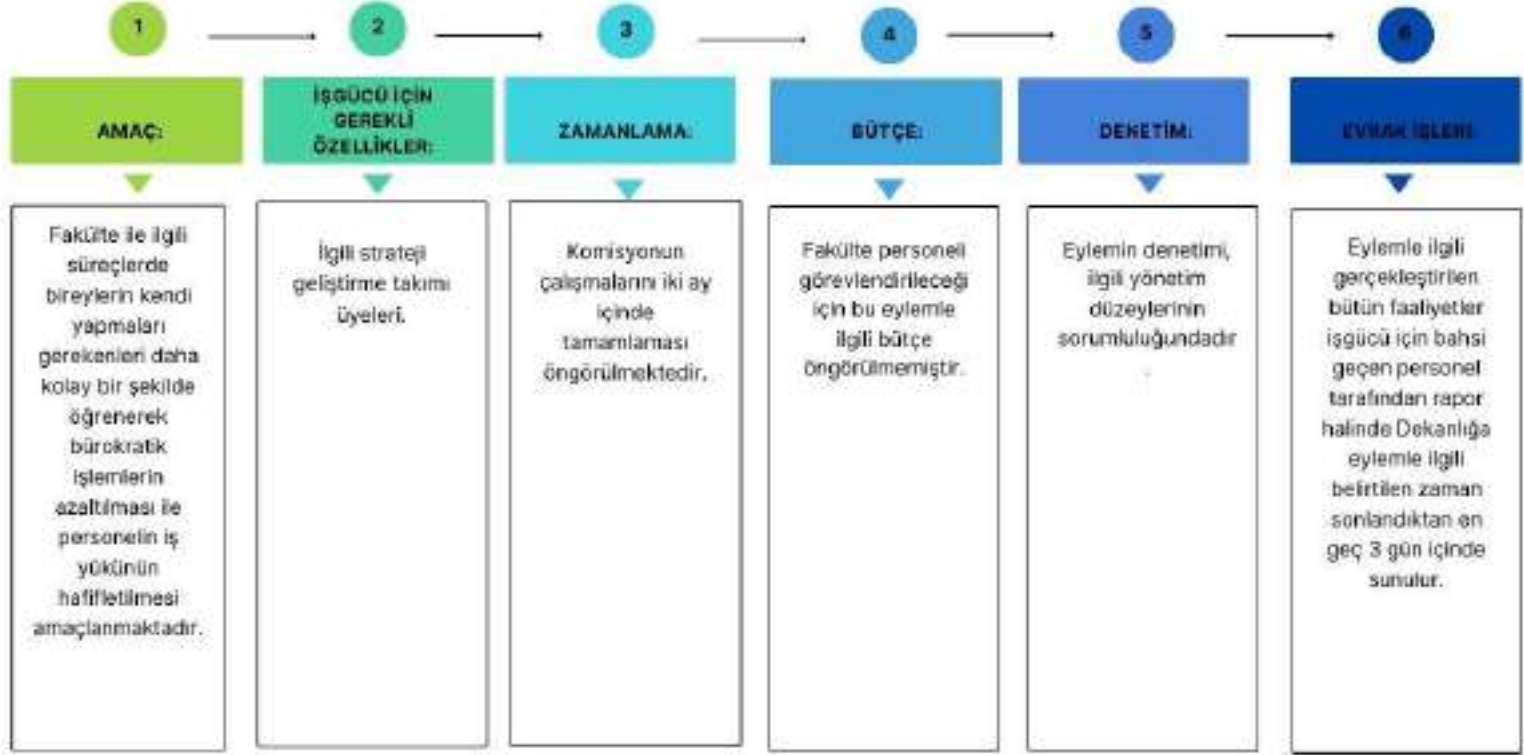 1
2
3
4
5
6
AMAÇ:
İŞGÜCÜ İÇİN
GEREKLİ
ÖZELLİKLER:
ZAMANLAMA:
BÜTÇE:
DENETİM:
EVRAK İŞLERİ:
Fakülte ile ilgili
süreçlerde
bireylerin kendi
yapmaları
gerekenleri daha
kolay bir şekilde
öğrenerek
bürokratik
işlemlerin
azaltılması ile
personelin iş
yükünün
hafifletilmesi
amaçlanmaktadır.
İlgili strateji
geliştirme takımı
üyeleri.
Komisyonun
çalışmalarını iki ay
içinde
tamamlaması
öngörülmektedir.
Fakülte personeli
görevlendirileceği
için bu eylemle
ilgili bütçe
öngörülmemiştir.
Eylemin denetimi,
ilgili yönetim
düzeylerinin
sorumluluğundadır
.
Eylemle ilgili
gerçekleştirilen
bütün faaliyetler
işgücü için bahsi
geçen personel
tarafından rapor
halinde Dekanlığa
eylemle ilgili
belirtilen zaman
sonlandıktan en
geç 3 gün içinde
sunulur.